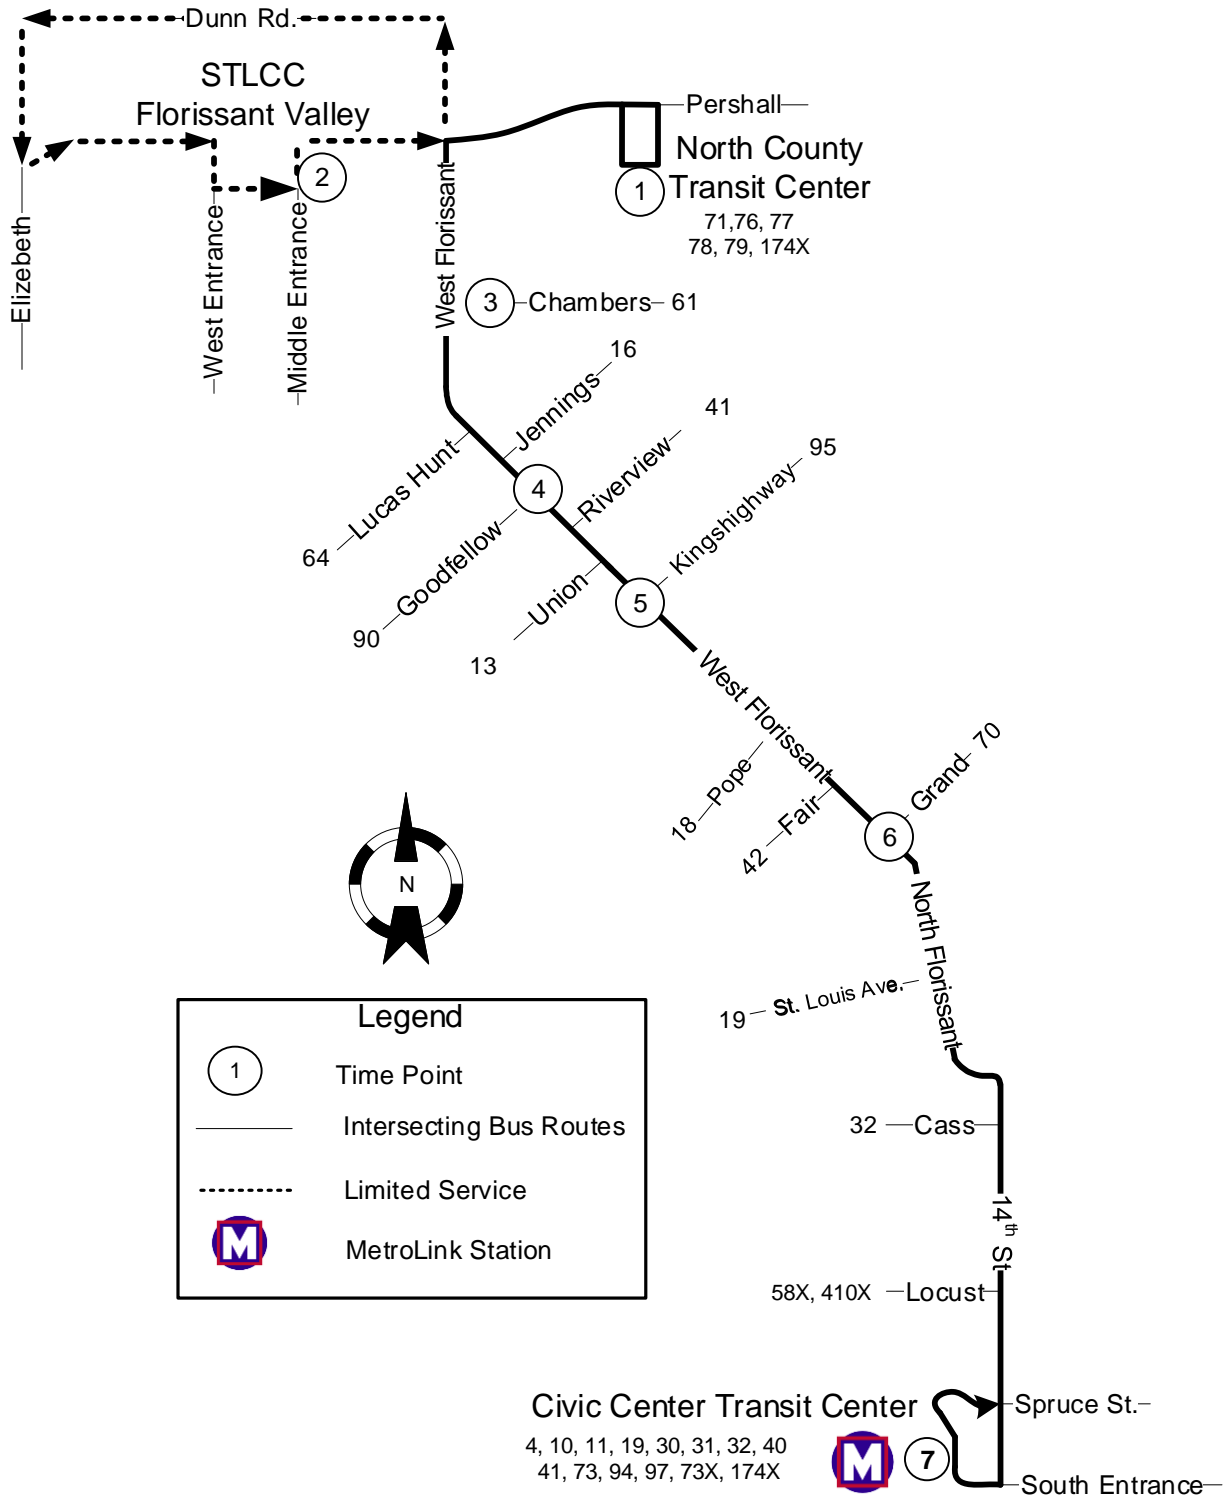 Dunn Rd.
STLCC
Florissant Valley
Pershall
North County
Transit Center
1
71,76, 77
78, 79, 174X
2
Elizebeth
West Entrance
Middle Entrance
West Florissant
3
Chambers
61
16
Jennings
41
Riverview
95
Kingshighway
Lucas Hunt
64
4
Goodfellow
90
Union
13
5
West Florissant
Pope
18
Fair
42
Grand
70
6
N
North Florissant
St. Louis Ave.
19
Legend
1
Time Point
Intersecting Bus Routes
Limited Service
M
MetroLink Station
32
Cass
14th St
58X, 410X
Locust
Civic Center Transit Center
Spruce St.
4, 10, 11, 19, 30, 31, 32, 40
41, 73, 94, 97, 73X, 174X
M
7
South Entrance